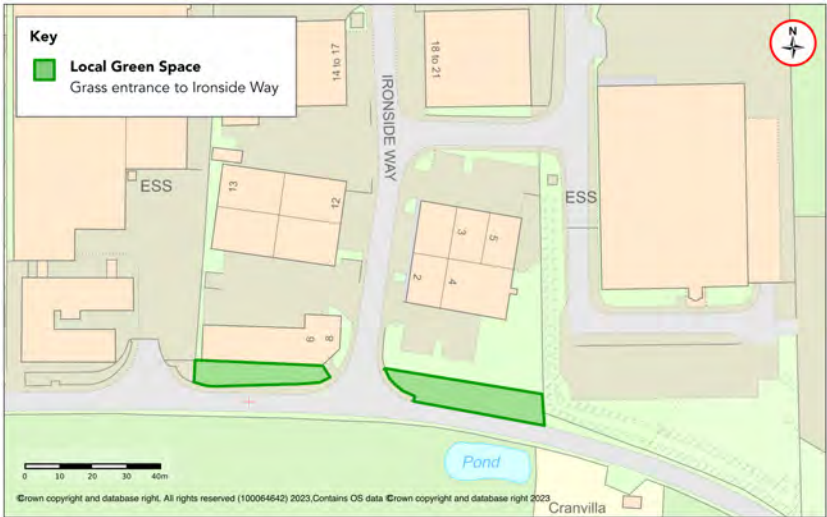 Key
Local Green Space
Grass entrance to Ironside Way
N
14 to 17
18 to 21
IRONSIDE WAY
ESS
ESS
13
12
3
5
2
4
6
8
Pond
0 10 20 30 40m
©rown copyright and database right. All rights reserved (100064642) 2023,Contains OS data ©rown copyright and database right 2023
Cranvilla